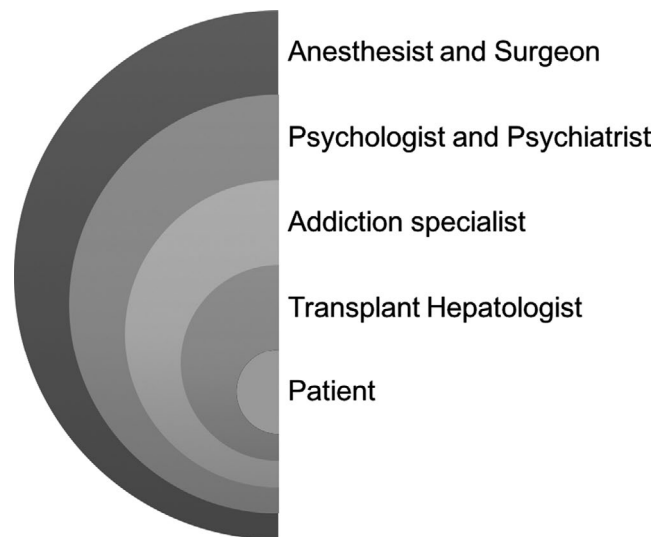 Anesthesist and Surgeon
Psychologist and Psychiatrist
Addiction specialist
Transplant Hepatologist
Patient